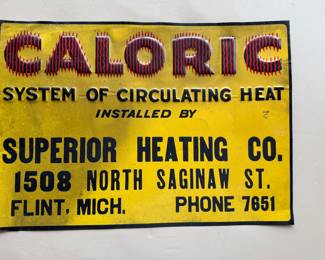 CALORIC
SYSTEM OF CIRCULATING HEAT
INSTALLED BY
SUPERIOR HEATING CO.
1508 NORTH SAGINAW ST.
FLINT, MICH. PHONE 7651